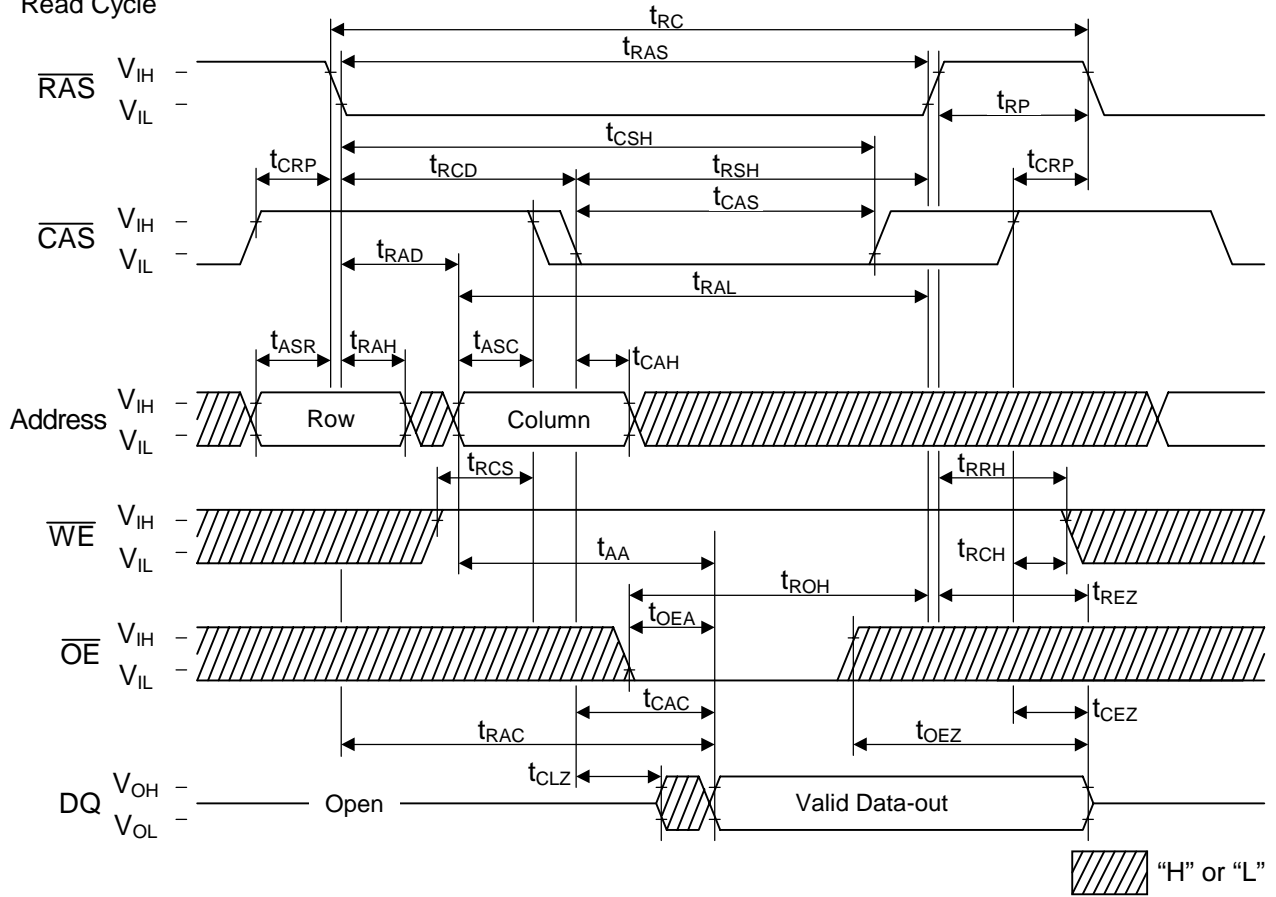 Read Cycle
tRC
RAS
VIH
VIL
tRAS
tRP
tCSH
tCRP
tRCD
tRSH
tCRP
tCAS
CAS
VIH
VIL
tRAD
tRAL
tASR
tRAH
tASC
tCAH
Address
VIH
VIL
Row
Column
tRCS
tRRH
WE
VIH
VIL
tAA
tRCH
tROH
tREZ
tOEA
OE
VIH
VIL
tCAC
tCEZ
tRAC
tOEZ
tCLZ
DQ
VOH
VOL
Open
Valid Data-out
“H” or “L”